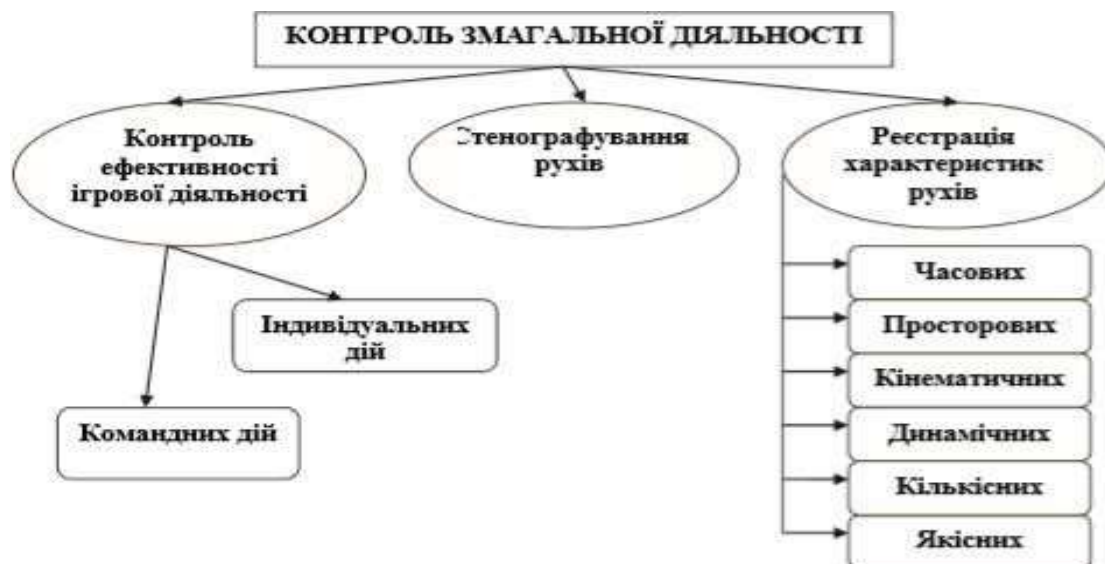 КОНТРОЛЬ ЗМАГАЛЬНОЇ ДІЯЛЬНОСТІ
Контроль
ефективності
ігрової діяльності
Стенографування
рухів
Реєстрація
характеристик
рухів
Індивідуальних
дій
Командних дій
Часових
Просторових
Кінематичних
Динамічних
Кількісних
Якісних